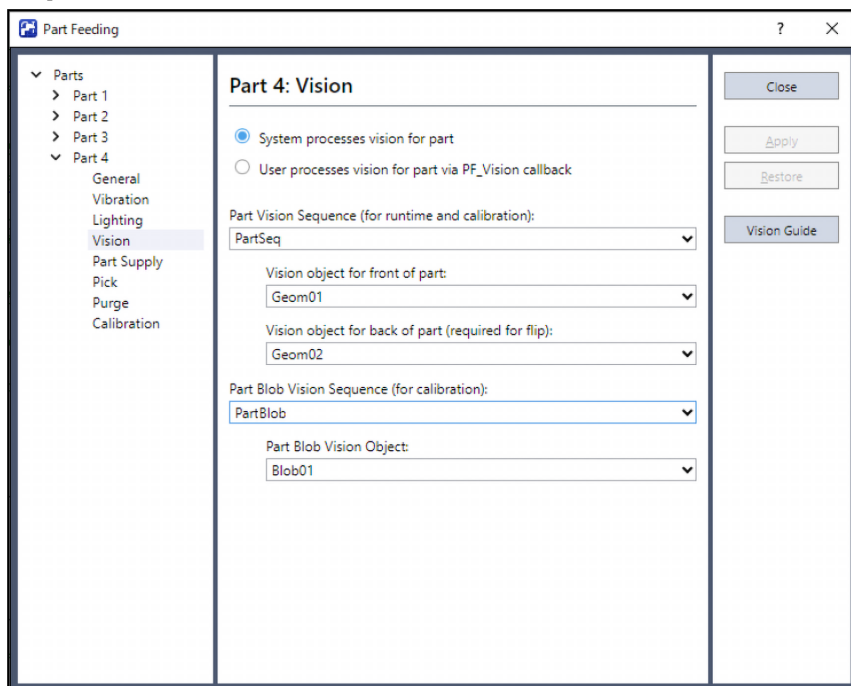 Part Feeding
? X
Parts
Part 1
Part 2
Part 3
Part 4
General
Vibration
Lighting
Vision
Part Supply
Pick
Purge
Calibration
Part 4: Vision
System processes vision for part
User processes vision for part via PF_Vision callback
Part Vision Sequence (for runtime and calibration):
PartSeq
Vision object for front of part:
Geom01
Vision object for back of part (required for flip):
Geom02
Part Blob Vision Sequence (for calibration):
PartBlob
Part Blob Vision Object:
Blob01
Close
Apply
Restore
Vision Guide